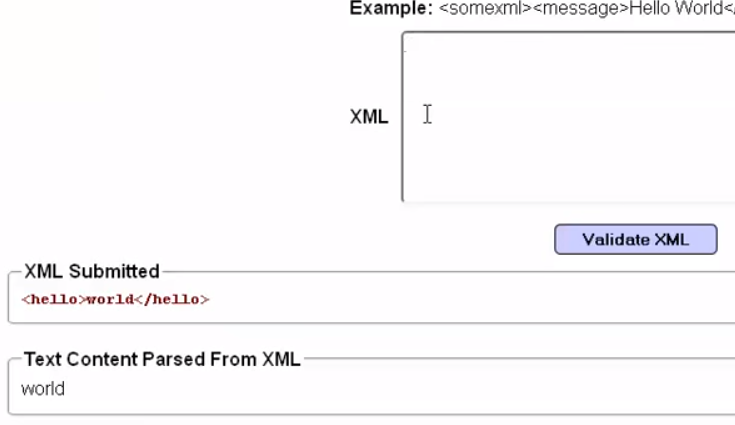 Example: <somexml><message>Hello World</
XML
Validate XML
XML Submitted
<hello>world</hello>
Text Content Parsed From XML
world